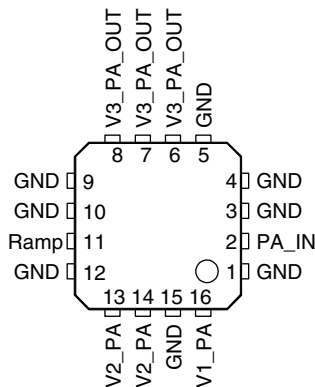 V3_PA_OUT
V3_PA_OUT
V3_PA_OUT
GND
8 7 6 5
GND 9 4 GND
GND 10 3 GND
Ramp 11 2 PA_IN
GND 12 1 GND
13 14 15 16
V2_PA
V2_PA
GND
V1_PA